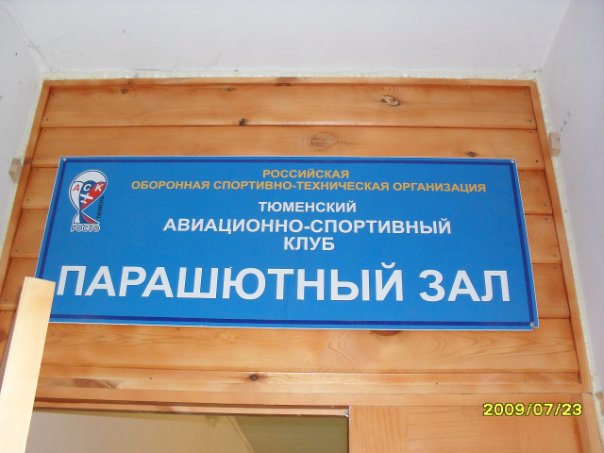 РОССИЙСКАЯ
ОБОРОННАЯ СПОРТИВНО-ТЕХНИЧЕСКАЯ ОРГАНИЗАЦИЯ
ТЮМЕНСКИЙ
АВИАЦИОННО-СПОРТИВНЫЙ
КЛУБ
ПАРАШЮТНЫЙ ЗАЛ
АСК
РОСТО
2009/07/23